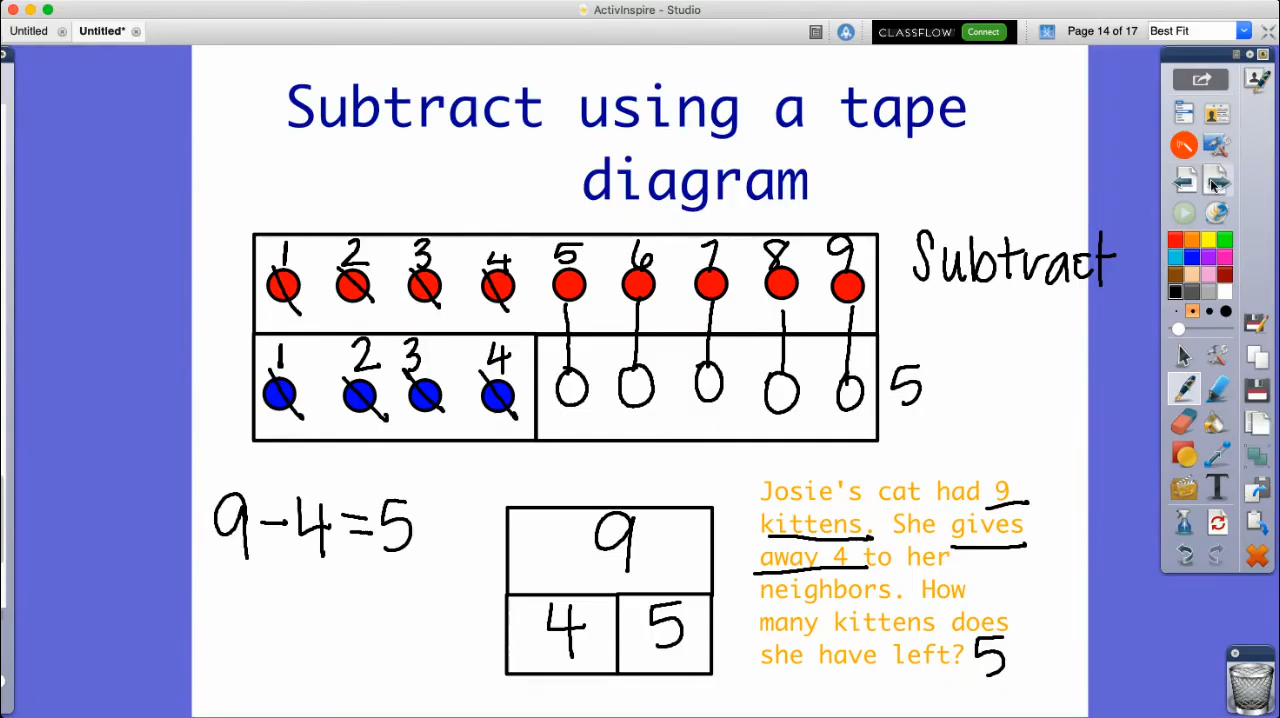 ActivInspire - Studio
Untitled
Untitled*
CLASSFLOW
Connect
Page 14 of 17
Best Fit
Subtract using a tape
diagram
1 2 3 4 5 6 7 8 9
Subtract
1 2 3 4
5
9-4=5
9
4 5
Josie's cat had 9
kittens. She gives
away 4 to her
neighbors. How
many kittens does
she have left? 5